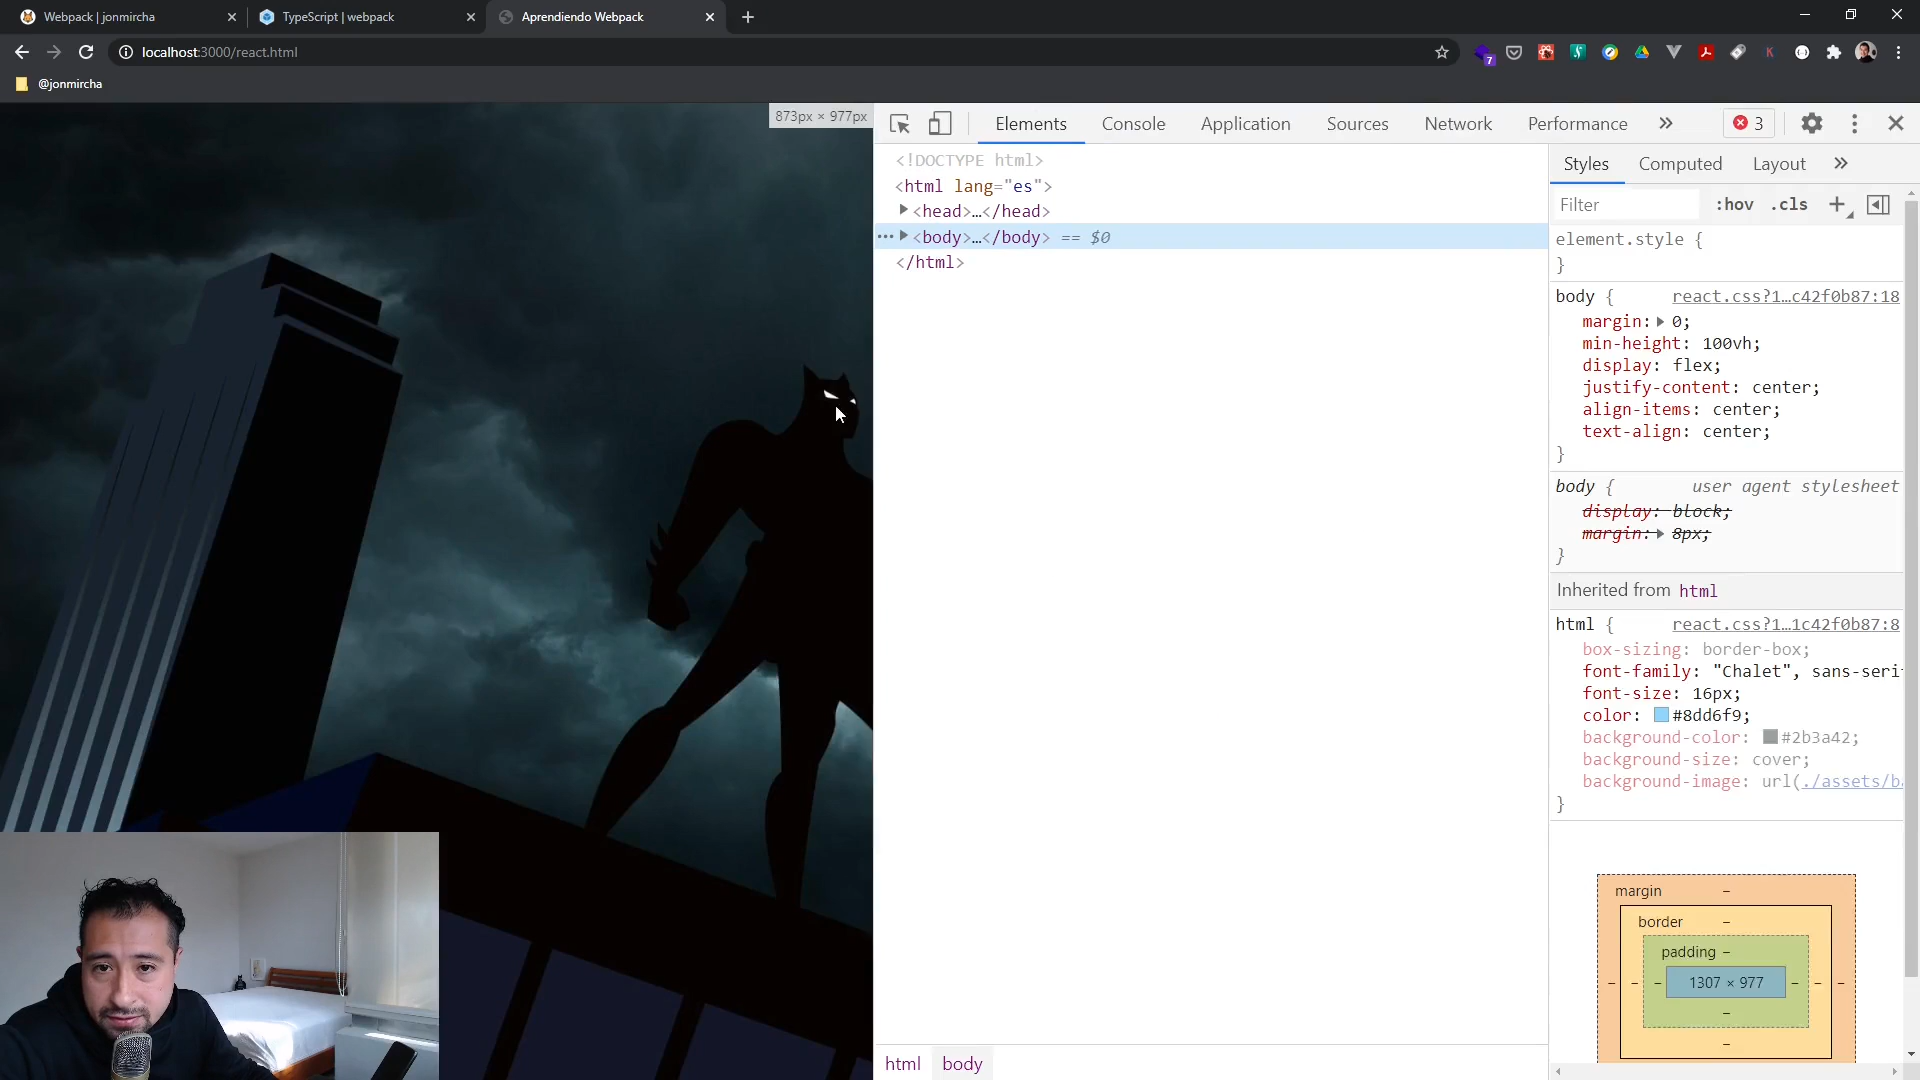 Webpack | jonmircha
TypeScript | webpack
Aprendiendo Webpack
localhost:3000/react.html
7
K
@jonmircha
873px × 977px
Elements
Console
Application
Sources
Network
Performance
3
<!DOCTYPE html>
<html lang="es">
<head>…</head>
<body>…</body> == $0
</html>
html
body
Styles
Computed
Layout
Filter
:hov
.cls
element.style {
}
body {
react.css?1…c42f0b87:18
margin: 0;
min-height: 100vh;
display: flex;
justify-content: center;
align-items: center;
text-align: center;
}
body {
user agent stylesheet
display: block;
margin: 8px;
}
Inherited from html
html {
react.css?1…1c42f0b87:8
box-sizing: border-box;
font-family: "Chalet", sans-seri
font-size: 16px;
color: #8dd6f9;
background-color: #2b3a42;
background-size: cover;
background-image: url(./assets/b
}
margin
border
padding
1307 × 977